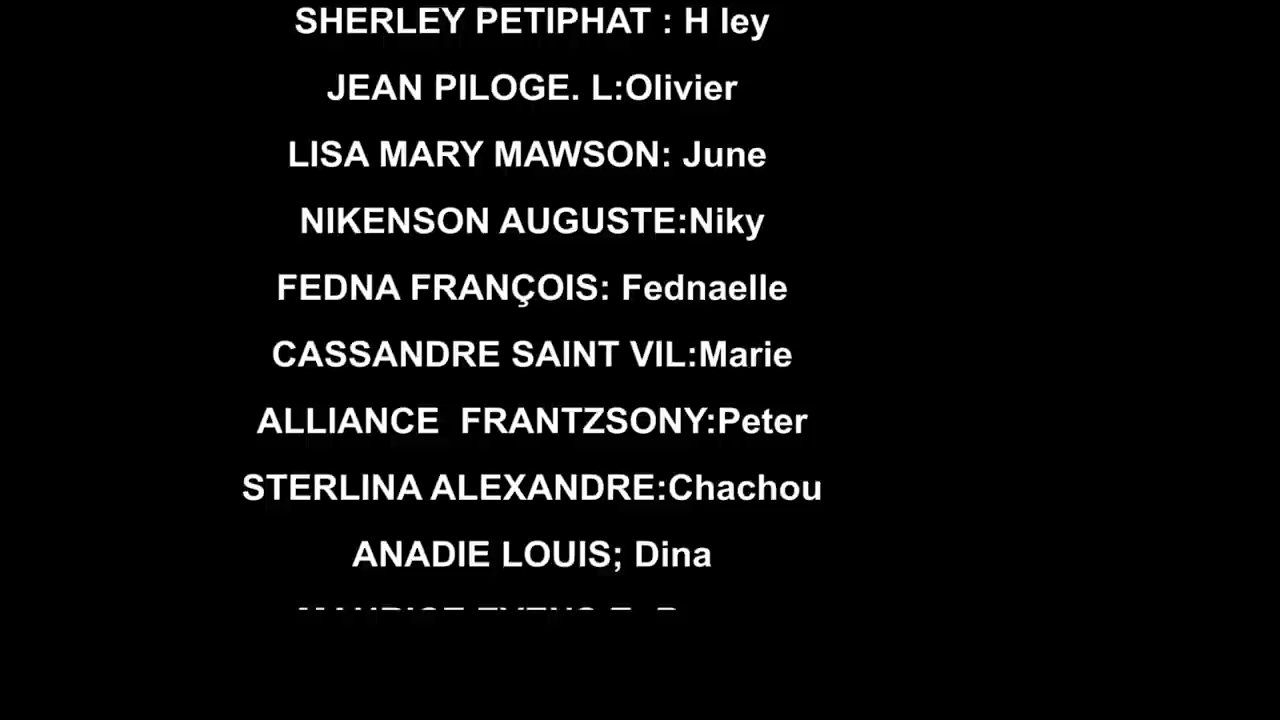 SHERLEY PETIPHAT : H ley
JEAN PILOGE. L:Olivier
LISA MARY MAWSON: June
NIKENSON AUGUSTE:Niky
FEDNA FRANÇOIS: Fednaelle
CASSANDRE SAINT VIL:Marie
ALLIANCE  FRANTZSONY:Peter
STERLINA ALEXANDRE:Chachou
ANADIE LOUIS; Dina